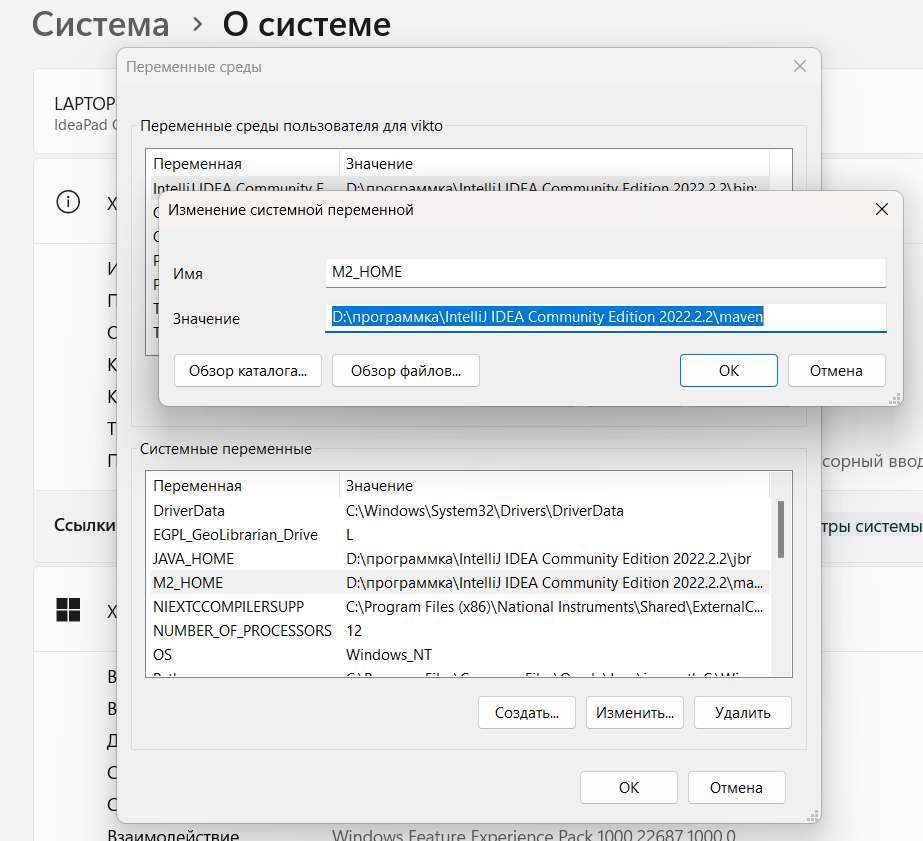 Система › О системе
Переменные среды
LAPTOP
IdeaPad
Переменные среды пользователя для vikto
Переменная Значение
IntelliJ IDEA Community E D:\программка\IntelliJ IDEA Community Edition 2022.2.2\bin;
Изменение системной переменной
Имя M2_HOME
Значение D:\программка\IntelliJ IDEA Community Edition 2022.2.2\maven
Обзор каталога... Обзор файлов... ОК Отмена
Системные переменные
сорный ввод
Переменная Значение
DriverData C:\Windows\System32\Drivers\DriverData
Ссылки
тры системы
EGPL_GeoLibrarian_Drive L
JAVA_HOME D:\программка\IntelliJ IDEA Community Edition 2022.2.2\jbr
M2_HOME D:\программка\IntelliJ IDEA Community Edition 2022.2.2\ma...
NIEXTCCOMPILERSUPP C:\Program Files (x86)\National Instruments\Shared\ExternalC...
NUMBER_OF_PROCESSORS 12
OS Windows_NT
Создать... Изменить... Удалить
ОК Отмена
Взаимодействие Windows Feature Experience Pack 1000.22687.1000.0